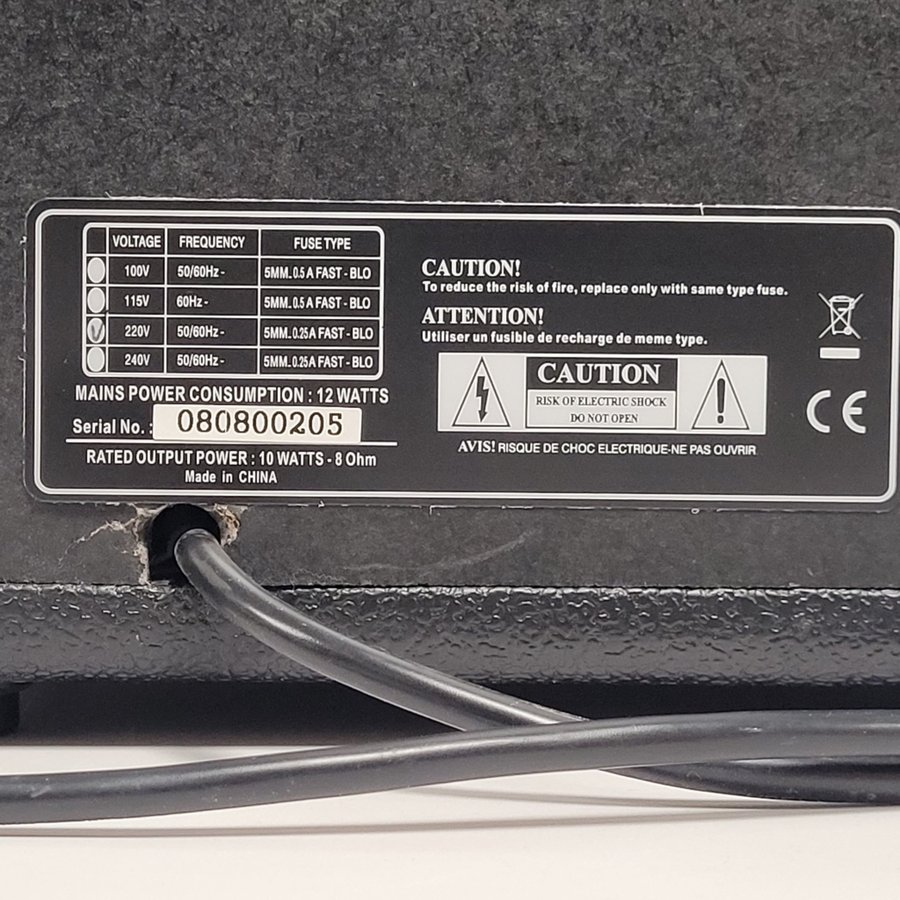 VOLTAGE FREQUENCY FUSE TYPE
100V 50/60Hz~ 5MM..0.5 A FAST - BLO
115V 60Hz~ 5MM..0.5 A FAST - BLO
220V 50/60Hz~ 5MM..0.25A FAST - BLO
240V 50/60Hz~ 5MM..0.25A FAST - BLO
MAINS POWER CONSUMPTION : 12 WATTS
Serial No. : 080800205
RATED OUTPUT POWER : 10 WATTS - 8 Ohm
Made in CHINA
CAUTION!
To reduce the risk of fire, replace only with same type fuse.
ATTENTION!
Utiliser un fusible de recharge de meme type.
CAUTION
RISK OF ELECTRIC SHOCK
DO NOT OPEN
AVIS! RISQUE DE CHOC ELECTRIQUE-NE PAS OUVRIR
CE